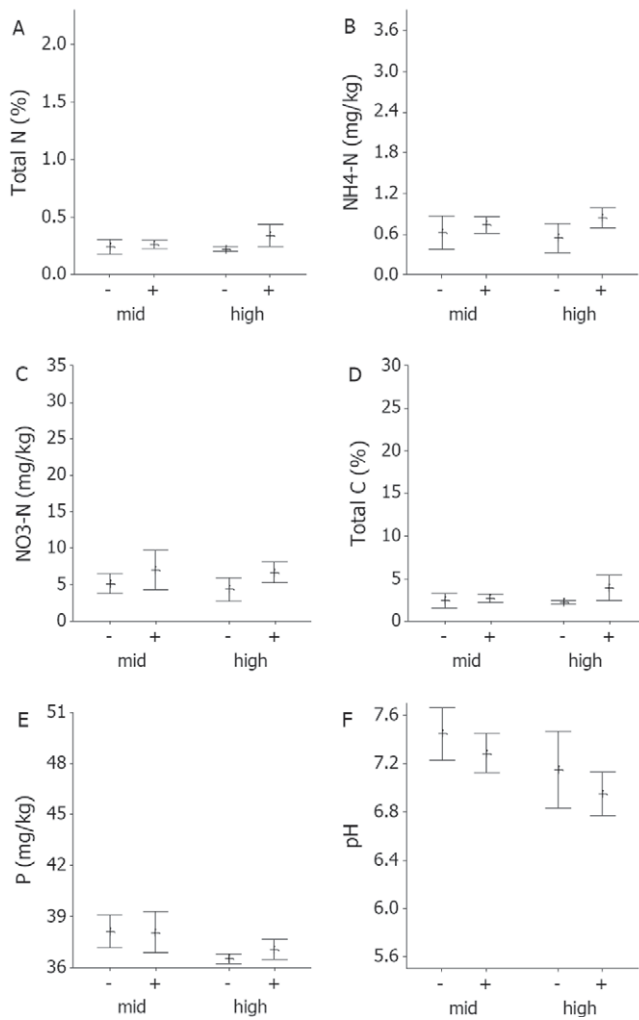 A
Total N (%)
2.0
1.5
1.0
0.5
0.0
- + - +
mid high
B
NH4-N (mg/kg)
3.6
3.0
2.4
1.8
1.2
0.6
0.0
- + - +
mid high
C
NO3-N (mg/kg)
35
30
25
20
15
10
5
0
- + - +
mid high
D
Total C (%)
30
25
20
15
10
5
0
- + - +
mid high
E
P (mg/kg)
51
48
45
42
39
36
- + - +
mid high
F
pH
7.6
7.2
6.8
6.4
6.0
5.6
- + - +
mid high